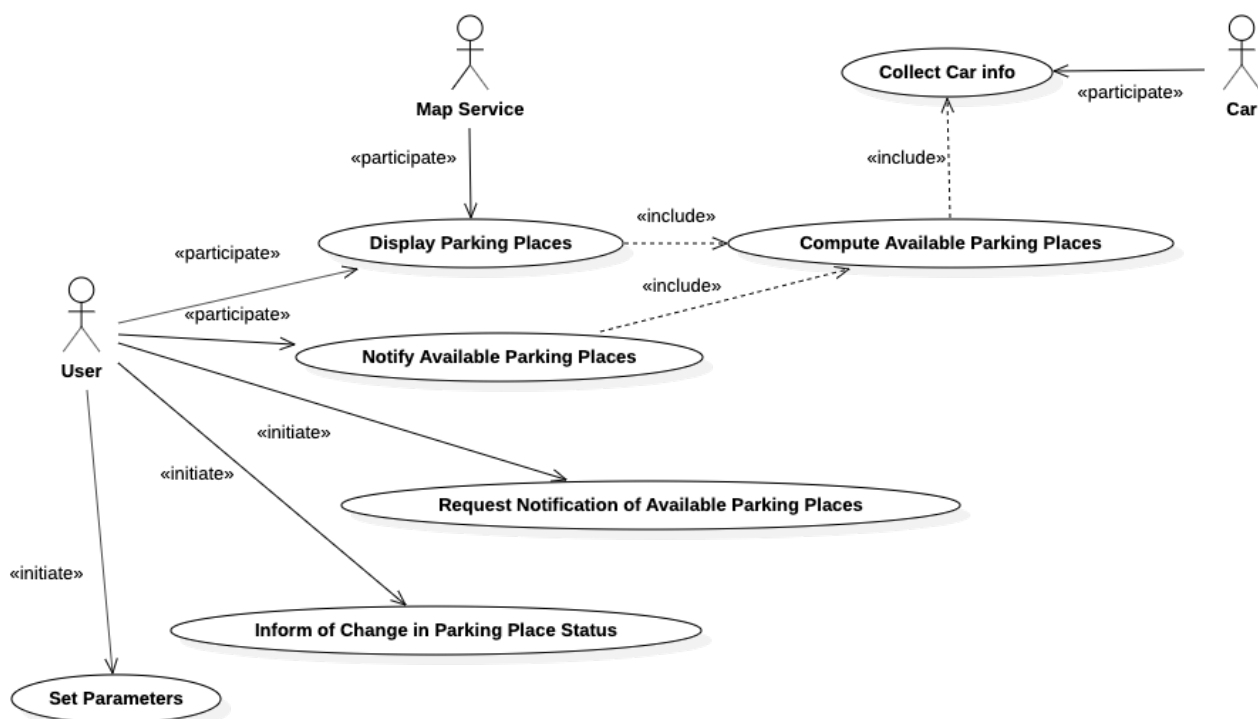 Collect Car info
«participate»
Map Service
Car
«participate»
«include»
«include»
Display Parking Places
Compute Available Parking Places
«participate»
«include»
«participate»
Notify Available Parking Places
User
«initiate»
«initiate»
Request Notification of Available Parking Places
«initiate»
Inform of Change in Parking Place Status
Set Parameters